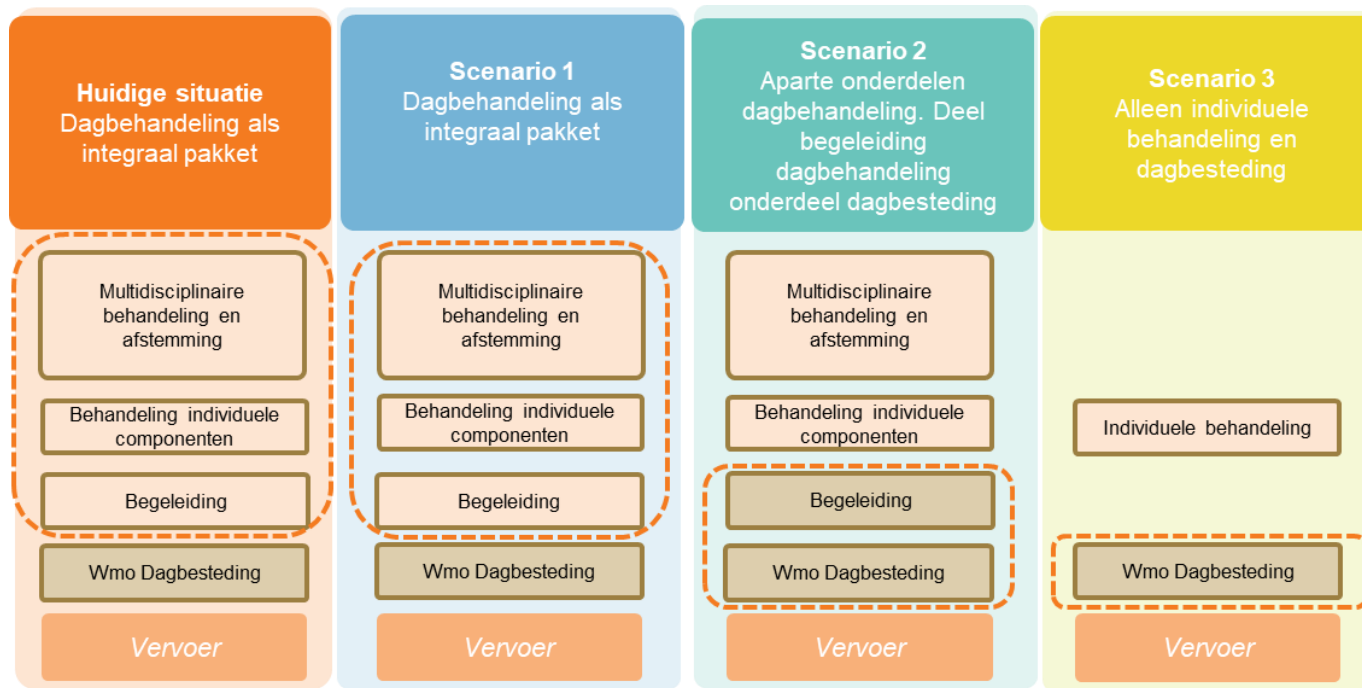 Huidige situatie
Dagbehandeling als
integraal pakket
Multidisciplinaire
behandeling en
afstemming
Behandeling individuele
componenten
Begeleiding
Wmo Dagbesteding
Vervoer
Scenario 1
Dagbehandeling als
integraal pakket
Multidisciplinaire
behandeling en
afstemming
Behandeling individuele
componenten
Begeleiding
Wmo Dagbesteding
Vervoer
Scenario 2
Aparte onderdelen
dagbehandeling. Deel
begeleiding
dagbehandeling
onderdeel dagbesteding
Multidisciplinaire
behandeling en
afstemming
Behandeling individuele
componenten
Begeleiding
Wmo Dagbesteding
Vervoer
Scenario 3
Alleen individuele
behandeling en
dagbesteding
Individuele behandeling
Wmo Dagbesteding
Vervoer